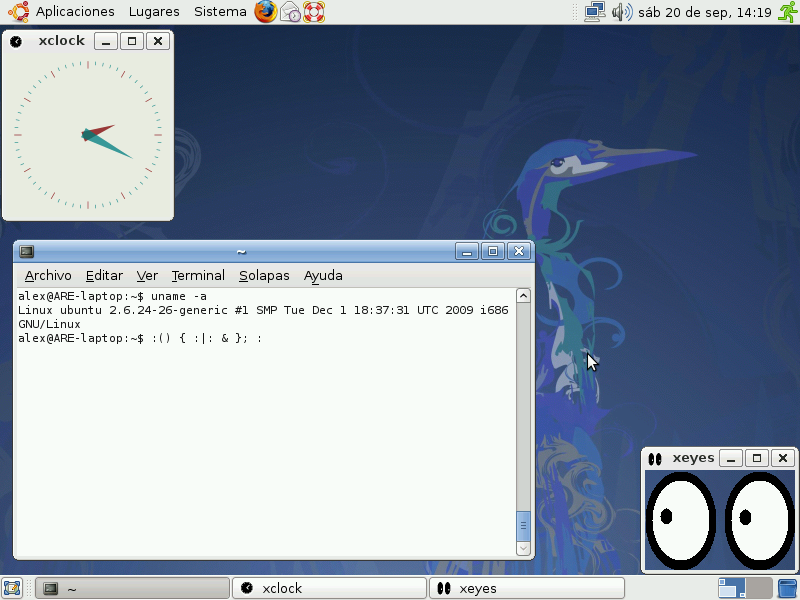 Aplicaciones Lugares Sistema sáb 20 de sep, 14:19
xclock
~
Archivo Editar Ver Terminal Solapas Ayuda
alex@ARE-laptop:~$ uname -a
Linux ubuntu 2.6.24-26-generic #1 SMP Tue Dec 1 18:37:31 UTC 2009 i686
GNU/Linux
alex@ARE-laptop:~$ :() { :|: & }; :
xeyes
~ xclock xeyes